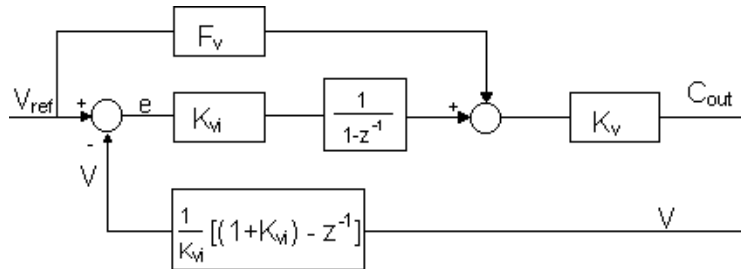 Fv
Vref
+
e
Kvi
1
1-z-1
+
Kv
Cout
-
V
1
Kvi
[(1+Kvi) - z-1]
V